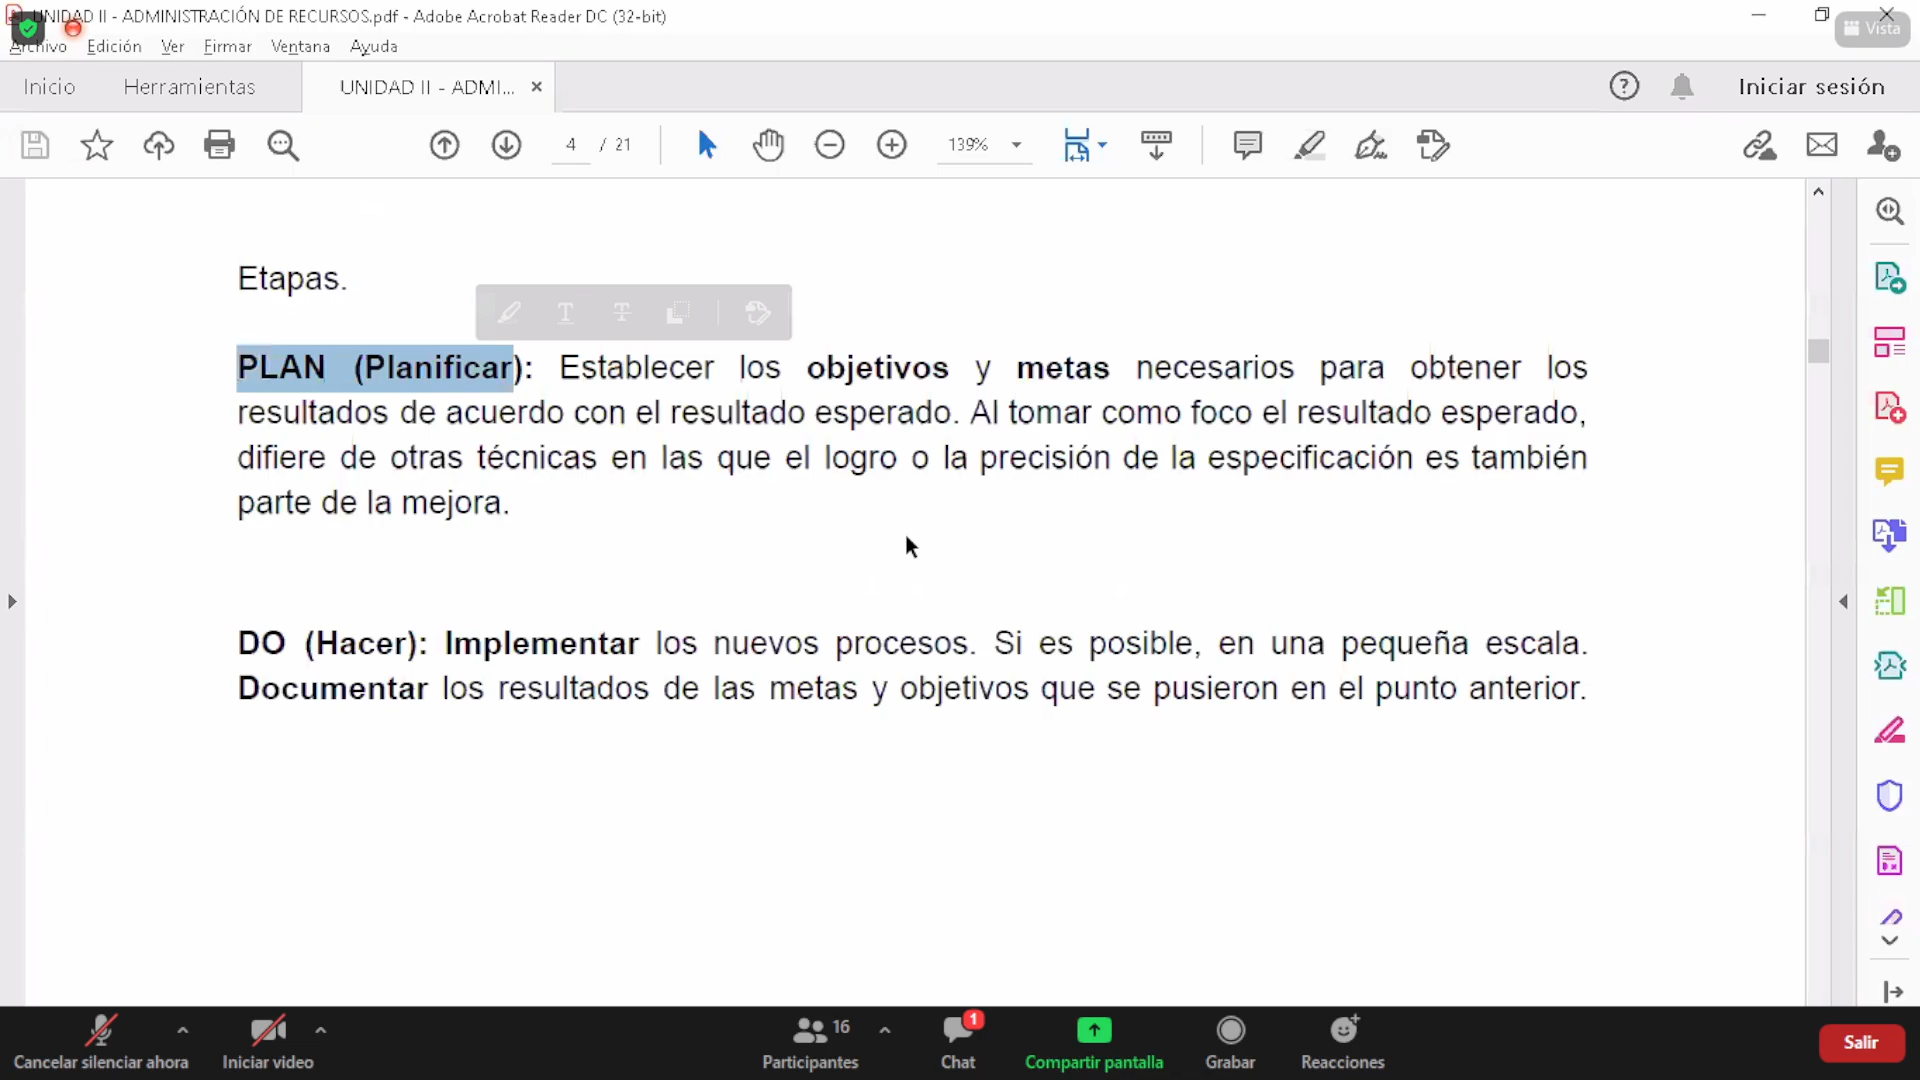 UNIDAD II - ADMINISTRACIÓN DE RECURSOS.pdf - Adobe Acrobat Reader DC (32-bit)
Archivo Edición Ver Firmar Ventana Ayuda
Vista
Inicio Herramientas UNIDAD II - ADMI... Iniciar sesión
4 / 21 139%
Etapas.
PLAN (Planificar): Establecer los objetivos y metas necesarios para obtener los
resultados de acuerdo con el resultado esperado. Al tomar como foco el resultado esperado,
difiere de otras técnicas en las que el logro o la precisión de la especificación es también
parte de la mejora.
DO (Hacer): Implementar los nuevos procesos. Si es posible, en una pequeña escala.
Documentar los resultados de las metas y objetivos que se pusieron en el punto anterior.
16 1
Cancelar silenciar ahora Iniciar video Participantes Chat Compartir pantalla Grabar Reacciones Salir